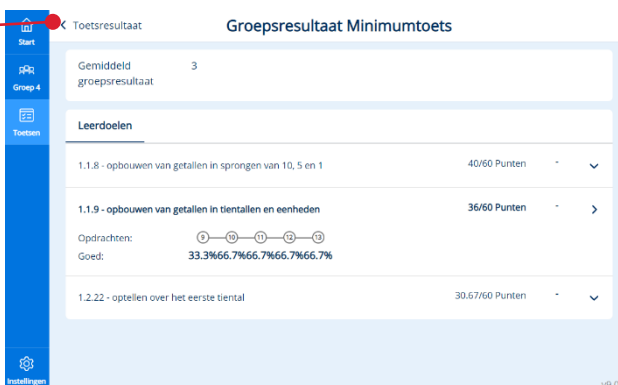 Start
Groep 4
Toetsen
Instellingen
Toetsresultaat
Groepsresultaat Minimumtoets
Gemiddeld 3
groepsresultaat
Leerdoelen
1.1.8 - opbouwen van getallen in sprongen van 10, 5 en 1 40/60 Punten -
1.1.9 - opbouwen van getallen in tientallen en eenheden 36/60 Punten -
Opdrachten: 9 10 11 12 13
Goed: 33.3%66.7%66.7%66.7%66.7%
1.2.22 - optellen over het eerste tiental 30.67/60 Punten -